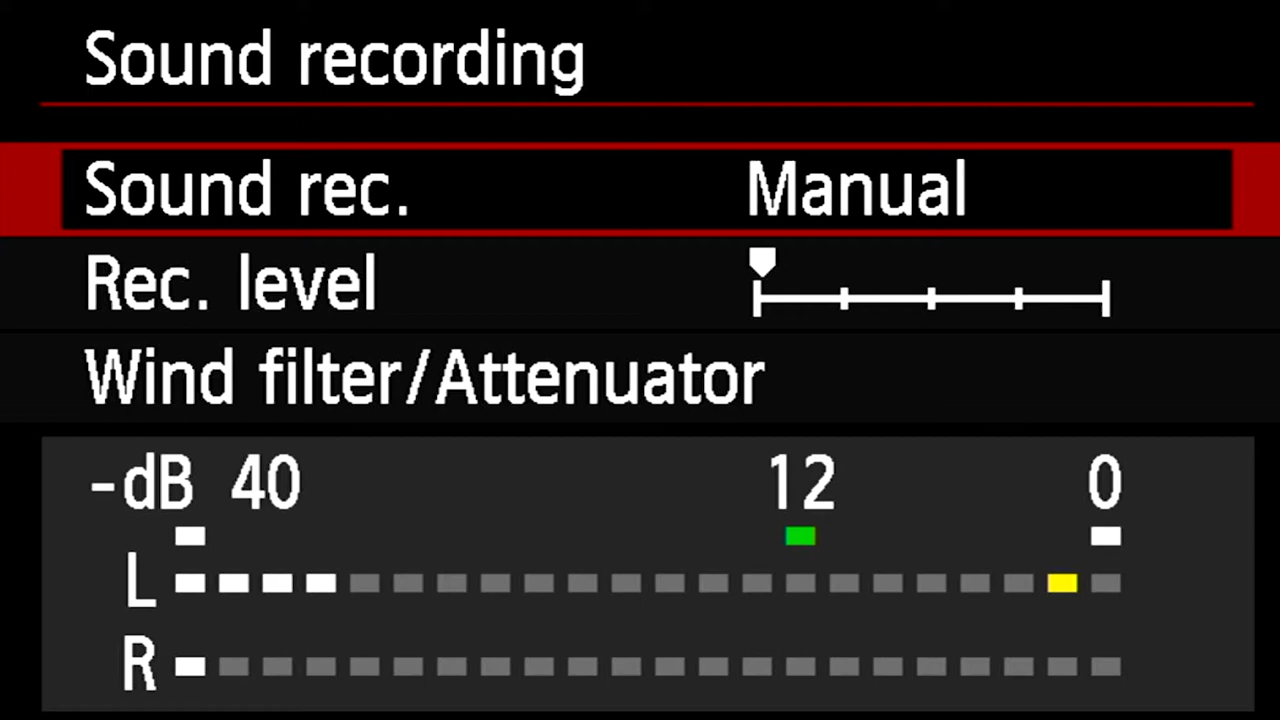 Sound recording
Sound rec. Manual
Rec. level
Wind filter/Attenuator
-dB 40 12 0
L
R